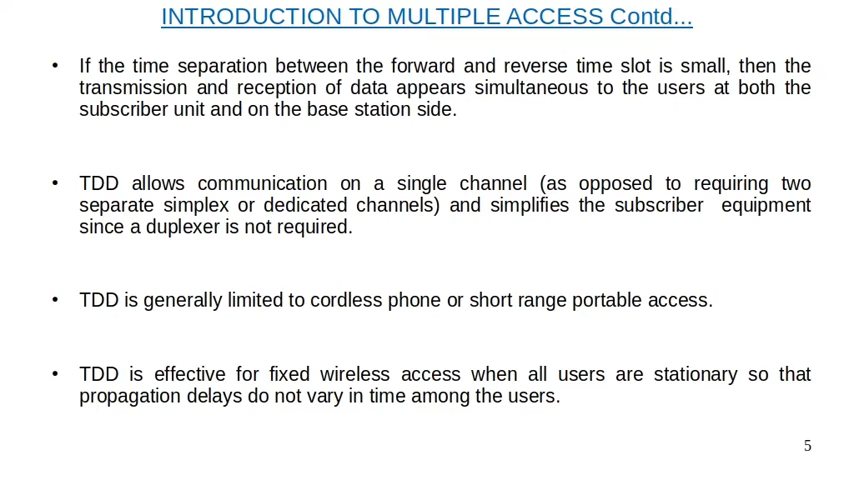 INTRODUCTION TO MULTIPLE ACCESS Contd...
• If the time separation between the forward and reverse time slot is small, then the
transmission and reception of data appears simultaneous to the users at both the
subscriber unit and on the base station side.
• TDD allows communication on a single channel (as opposed to requiring two
separate simplex or dedicated channels) and simplifies the subscriber equipment
since a duplexer is not required.
• TDD is generally limited to cordless phone or short range portable access.
• TDD is effective for fixed wireless access when all users are stationary so that
propagation delays do not vary in time among the users.
5